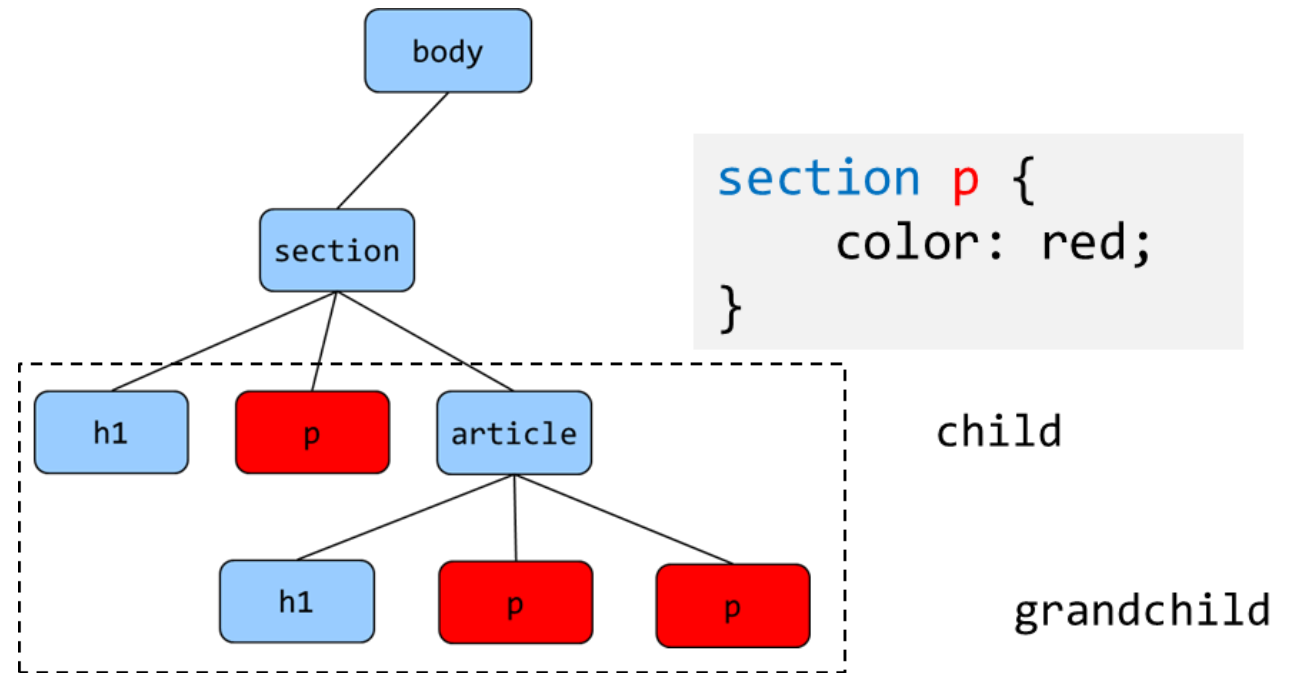 body
section p {
color: red;
}
section
h1
p
article
child
h1
p
p
grandchild